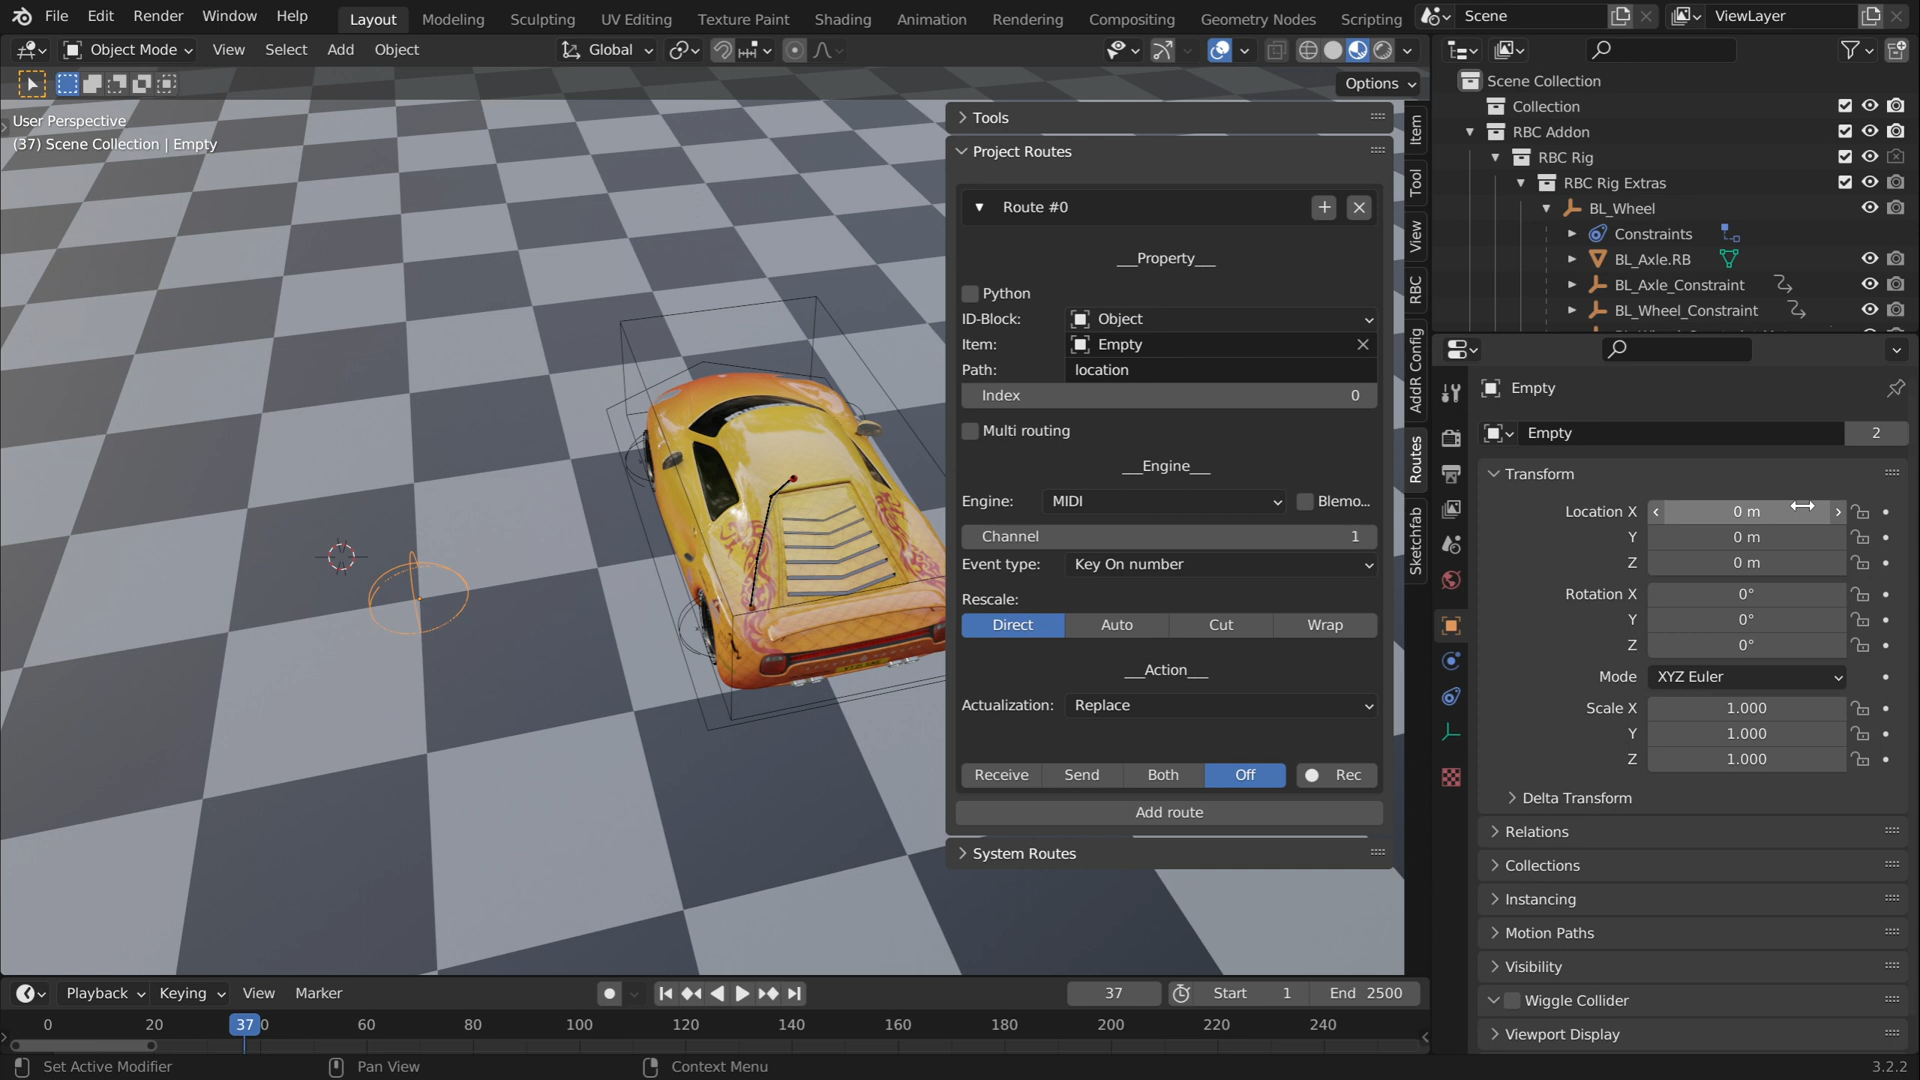 File Edit Render Window Help Layout Modeling Sculpting UV Editing Texture Paint Shading Animation Rendering Compositing Geometry Nodes Scripting Scene ViewLayer
Object Mode View Select Add Object Global
Options
User Perspective
(37) Scene Collection | Empty
Tools
Project Routes
Route #0
___Property___
Python
ID-Block: Object
Item: Empty
Path: location
Index 0
Multi routing
___Engine___
Engine: MIDI Blemo...
Channel 1
Event type: Key On number
Rescale:
Direct Auto Cut Wrap
___Action___
Actualization: Replace
Receive Send Both Off Rec
Add route
System Routes
Item
Tool
View
RBC
AddR Config
Routes
Sketchfab
Scene Collection
Collection
RBC Addon
RBC Rig
RBC Rig Extras
BL_Wheel
Constraints
BL_Axle.RB
BL_Axle_Constraint
BL_Wheel_Constraint
Empty
Empty 2
Transform
Location X 0 m
Y 0 m
Z 0 m
Rotation X 0°
Y 0°
Z 0°
Mode XYZ Euler
Scale X 1.000
Y 1.000
Z 1.000
Delta Transform
Relations
Collections
Instancing
Motion Paths
Visibility
Wiggle Collider
Viewport Display
Playback Keying View Marker 37 Start 1 End 2500
0 20 37 0 60 80 100 120 140 160 180 200 220 240
Set Active Modifier Pan View Context Menu 3.2.2